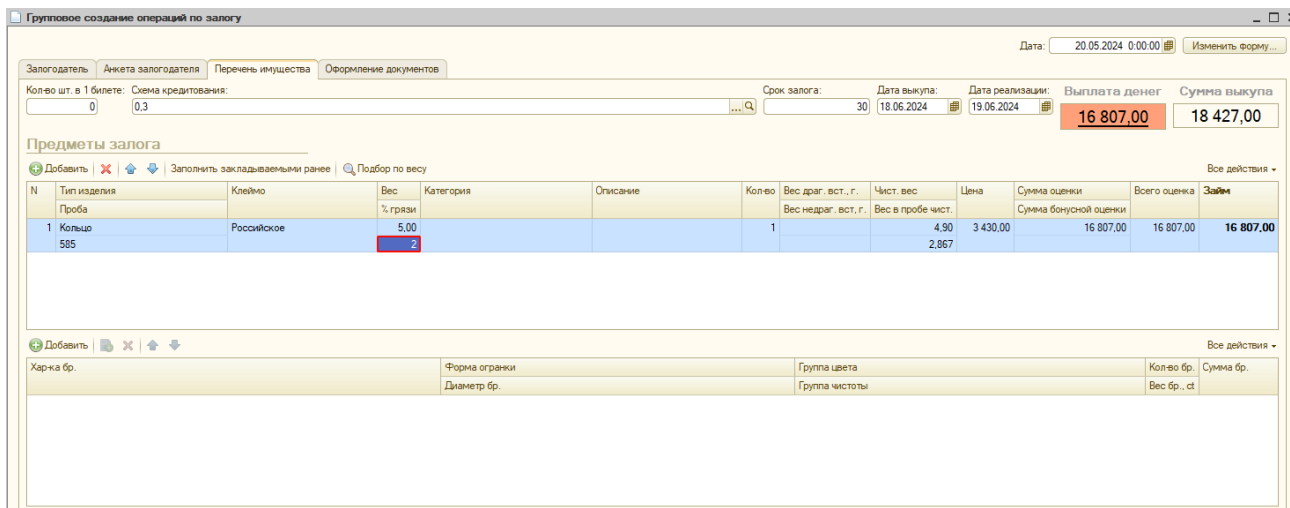 Групповое создание операций по залогу
Дата: 20.05.2024 0:00:00 Изменить форму...
Залогодатель Анкета залогодателя Перечень имущества Оформление документов
Кол-во шт. в 1 билете: Схема кредитования: Срок залога: Дата выкупа: Дата реализации: Выплата денег Сумма выкупа
0 0,3 ... 30 18.06.2024 19.06.2024 16 807,00 18 427,00
Предметы залога
Добавить Заполнить закладываемыми ранее Подбор по весу Все действия
N Тип изделия Клеймо Вес Категория Описание Кол-во Вес драг. вст., г. Чист. вес Цена Сумма оценки Всего оценка Займ
Проба % грязи Вес недраг. вст, г. Вес в пробе чист. Сумма бонусной оценки
1 Кольцо Российское 5,00 1 4,90 3 430,00 16 807,00 16 807,00 16 807,00
585 2 2,867
Добавить Все действия
Хар-ка бр. Форма огранки Группа цвета Кол-во бр. Сумма бр.
Диаметр бр. Группа чистоты Вес бр., ct